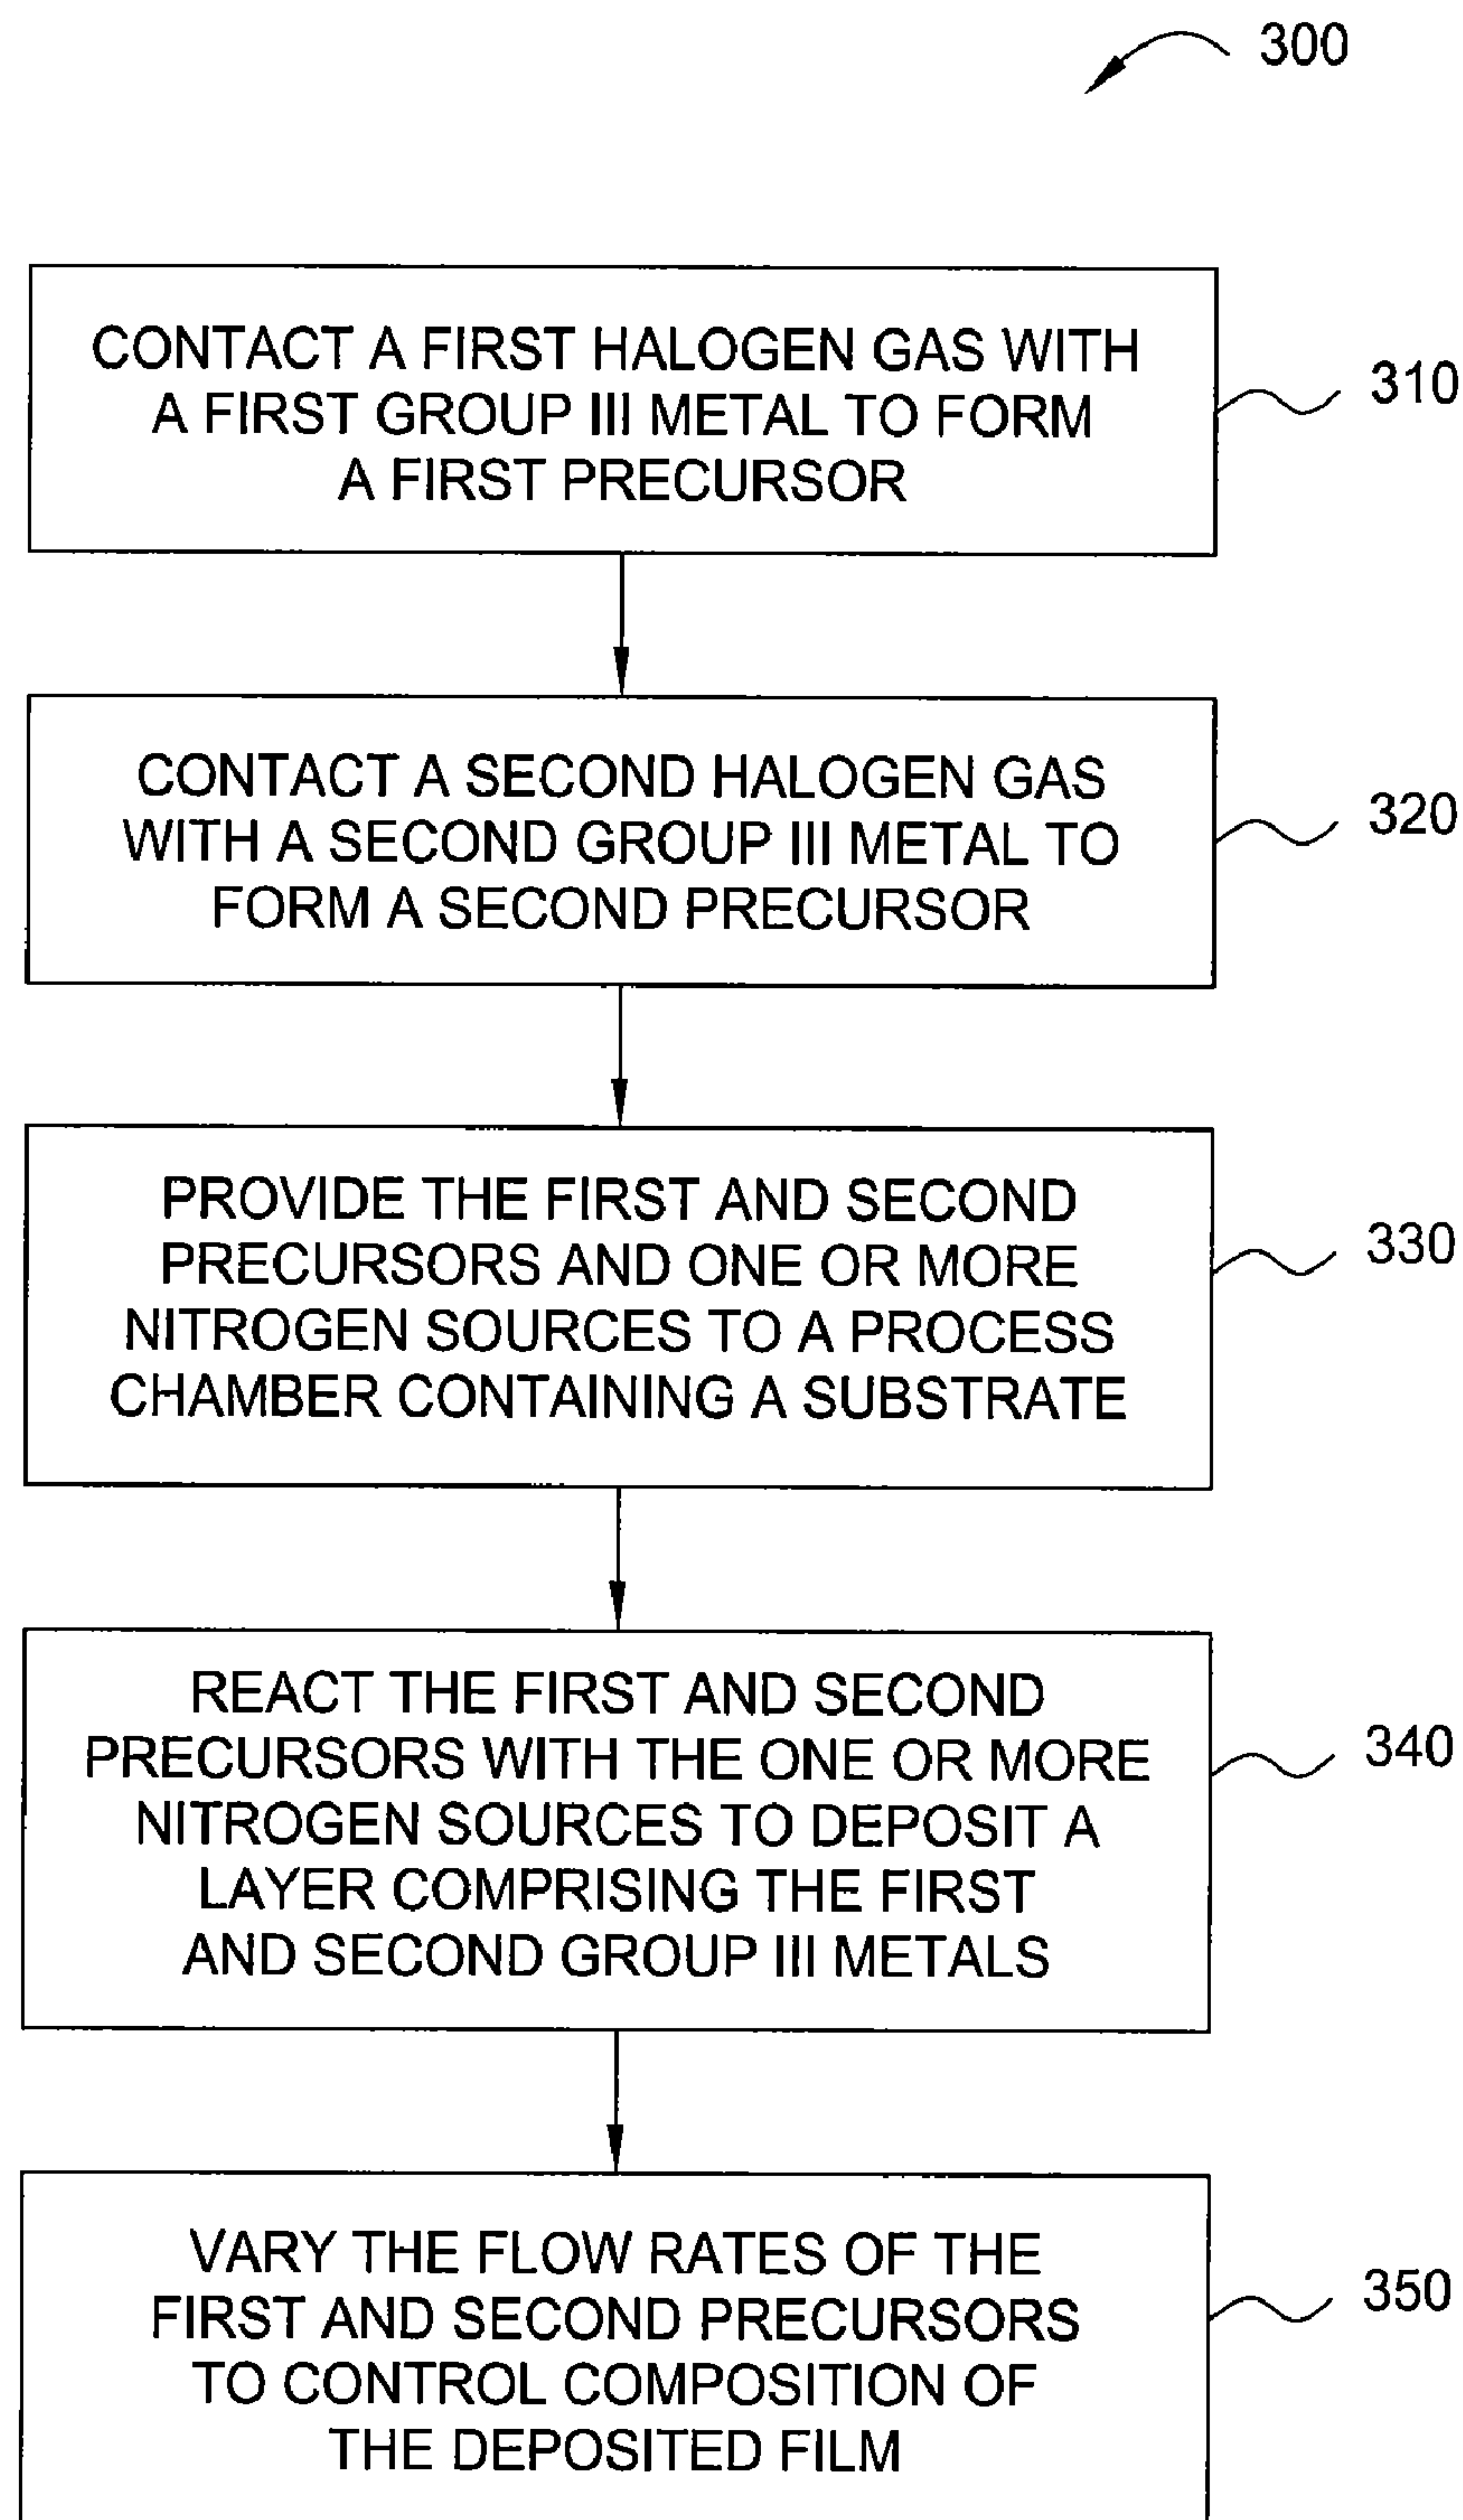 300
CONTACT A FIRST HALOGEN GAS WITH
A FIRST GROUP III METAL TO FORM
A FIRST PRECURSOR
310
CONTACT A SECOND HALOGEN GAS
WITH A SECOND GROUP III METAL TO
FORM A SECOND PRECURSOR
320
PROVIDE THE FIRST AND SECOND
PRECURSORS AND ONE OR MORE
NITROGEN SOURCES TO A PROCESS
CHAMBER CONTAINING A SUBSTRATE
330
REACT THE FIRST AND SECOND
PRECURSORS WITH THE ONE OR MORE
NITROGEN SOURCES TO DEPOSIT A
LAYER COMPRISING THE FIRST
AND SECOND GROUP III METALS
340
VARY THE FLOW RATES OF THE
FIRST AND SECOND PRECURSORS
TO CONTROL COMPOSITION OF
THE DEPOSITED FILM
350